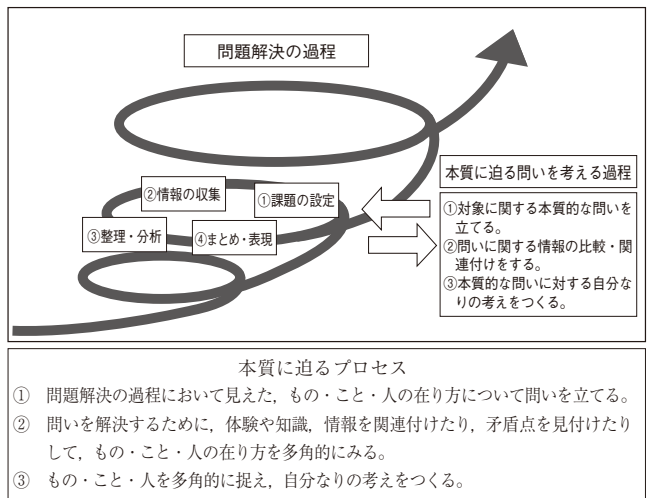 問題解決の過程
②情報の収集
①課題の設定
③整理・分析
④まとめ・表現
本質に迫る問いを考える過程
①対象に関する本質的な問いを
立てる。
②問いに関する情報の比較・関
連付けをする。
③本質的な問いに対する自分な
りの考えをつくる。
本質に迫るプロセス
① 問題解決の過程において見えた，もの・こと・人の在り方について問いを立てる。
② 問いを解決するために，体験や知識，情報を関連付けたり，矛盾点を見付けたり
して，もの・こと・人の在り方を多角的にみる。
③ もの・こと・人を多角的に捉え，自分なりの考えをつくる。